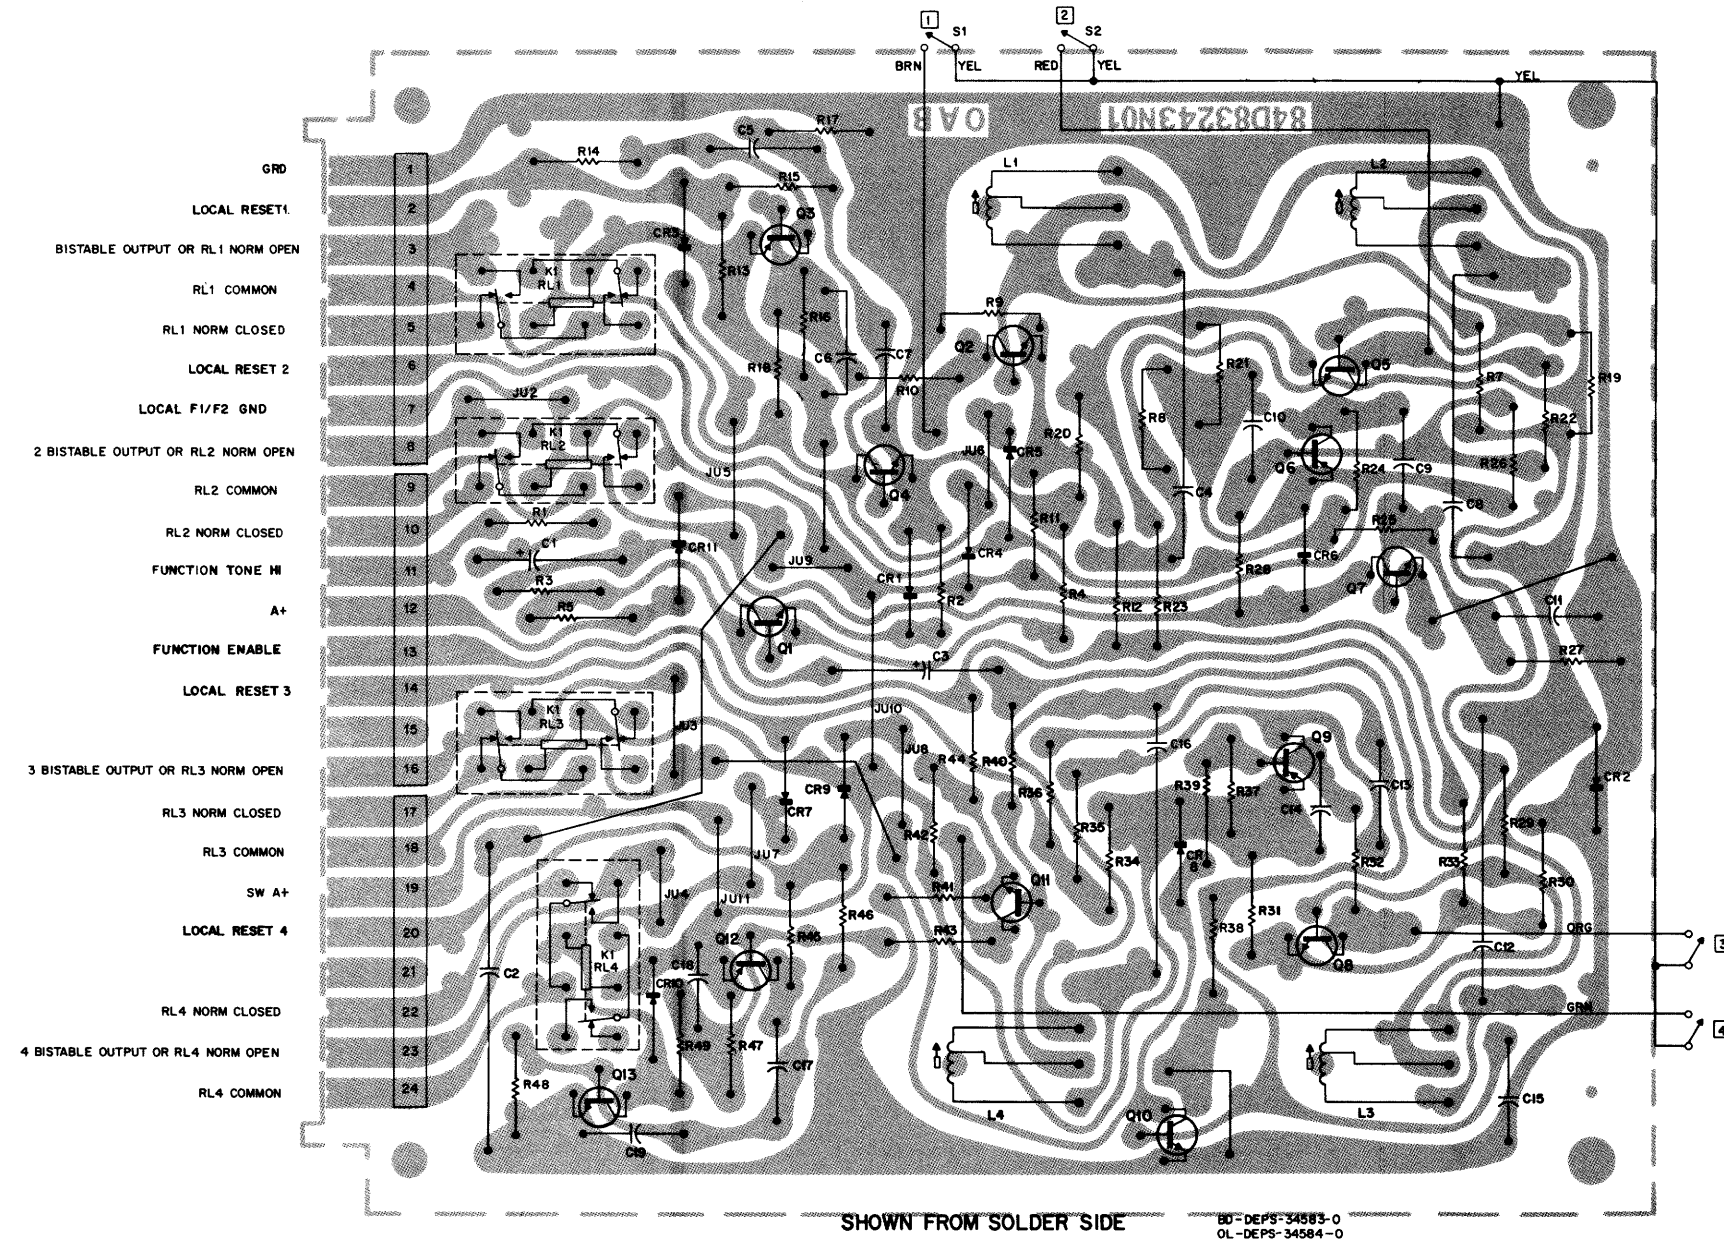 1 S1 2 S2
BRN YEL RED YEL YEL
0AB 84D83243N01
C5 R17
R14 L1 L2
GRD 1
R15
LOCAL RESET1. 2
Q3
CR3
BISTABLE OUTPUT OR RL1 NORM OPEN 3
K1 R13
RL1
RL1 COMMON 4
R9
R16
RL1 NORM CLOSED 5
Q2 C6 C7 R21 Q5
LOCAL RESET 2 6
R18 R10 R7 R19
JU2
LOCAL F1/F2 GND 7
R8 C10 R22
K1 R20
RL2
2 BISTABLE OUTPUT OR RL2 NORM OPEN 8
JU6 CR5
JU5 Q6 R24 C9 R26
RL2 COMMON 9
Q4 C4 C8
R1 R11 R25
RL2 NORM CLOSED 10
C1 CR11 CR4 CR6
JU9
FUNCTION TONE HI 11
R3 CR1 R28 Q7
R2 R4 R12 R23 C11
A+ 12
R5
Q1
FUNCTION ENABLE 13
C3 R27
LOCAL RESET 3 14
K1
RL3
JU3 JU10
15
JU8 C16 Q9
R44 R40
3 BISTABLE OUTPUT OR RL3 NORM OPEN 16
CR9 R36 R39 R37 C13 CR2
CR7 C14
RL3 NORM CLOSED 17
R42 R35 R29
RL3 COMMON 18
JU7 R34 CR8 R32 R33
Q11 R30
SW A+ 19
R41
JU4 JU11
R46 R31
LOCAL RESET 4 20
Q12 R45 R43 R38 ORG
C12 3
K1
RL4
21
C2 C18 Q8
CR10
RL4 NORM CLOSED 22
GRN
4
4 BISTABLE OUTPUT OR RL4 NORM OPEN 23
R49 R47 C17
Q13
R48
RL4 COMMON 24
L4 Q10 L3 C15
C19
SHOWN FROM SOLDER SIDE
BD-DEPS-34583-0
OL-DEPS-34584-0